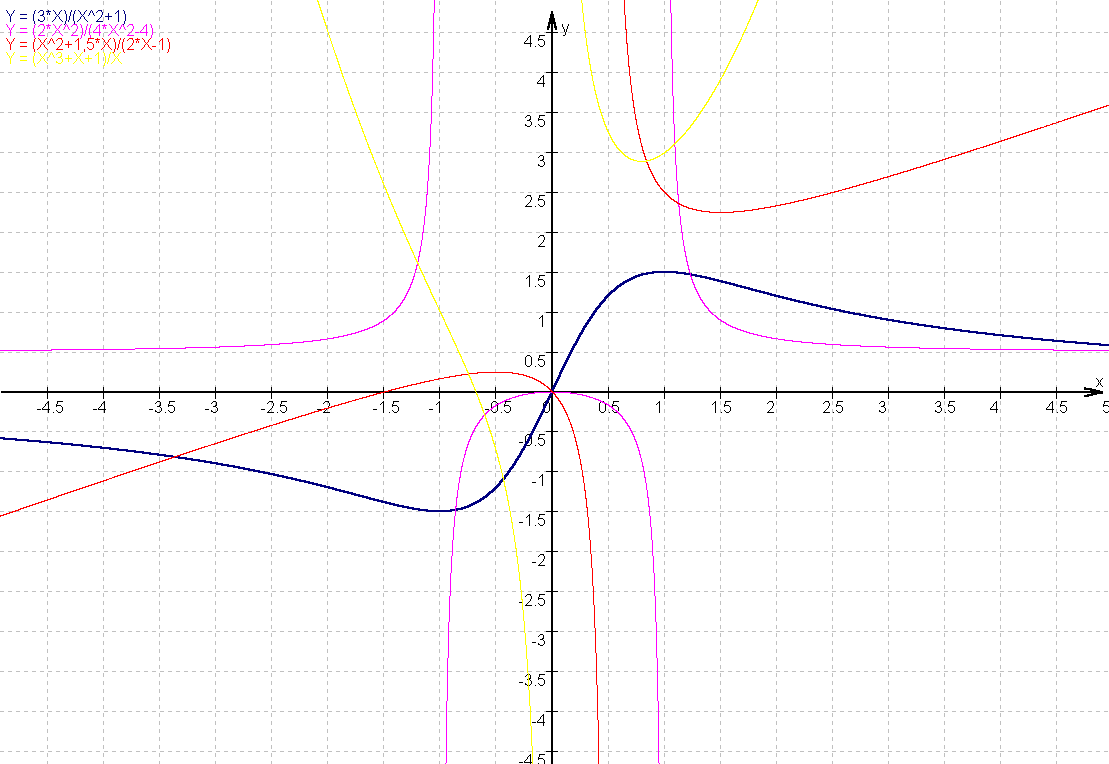 Y = (3*X)/(X^2+1)
Y = (2*X^2)/(4*X^2-4)
Y = (X^2+1,5*X)/(2*X-1)
Y = (X^3+X+1)/X
y
4.5
4
3.5
3
2.5
2
1.5
1
0.5
x
-4.5 -4 -3.5 -3 -2.5 -2 -1.5 -1 -0.5 0 0.5 1 1.5 2 2.5 3 3.5 4 4.5 5
-0.5
-1
-1.5
-2
-2.5
-3
-3.5
-4
-4.5